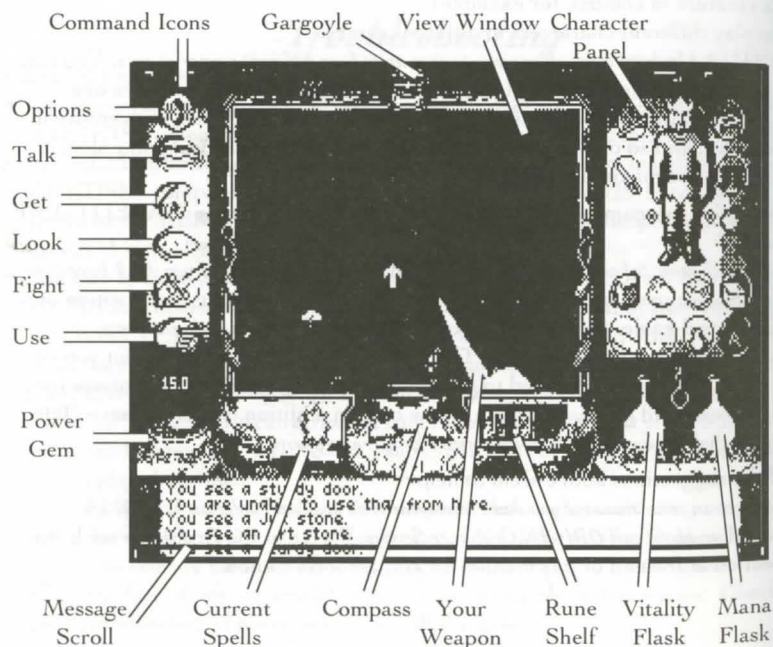 Command Icons
Gargoyle
View Window
Character
Panel
Options
Talk
Get
Look
Fight
Use
15.0
Power
Gem
You see a sturdy door.
You are unable to use that from here.
You see a Jux stone.
You see an Ort stone.
You see a sturdy door.
Message
Scroll
Current
Spells
Compass
Your
Weapon
Rune
Shelf
Vitality
Flask
Mana
Flask